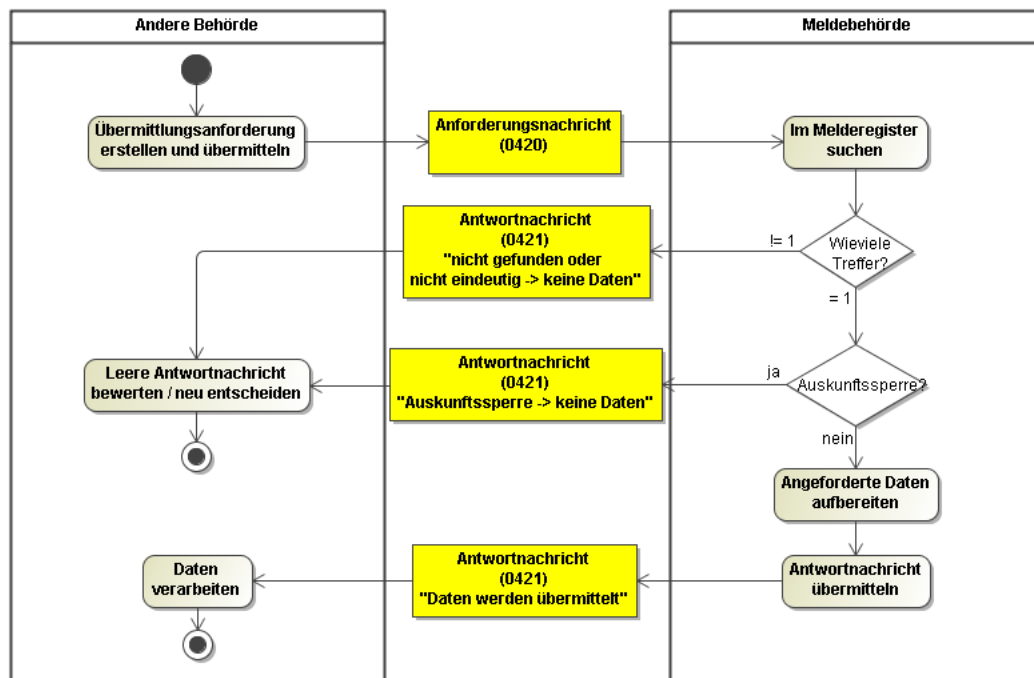 Andere Behörde
Meldebehörde
Übermittlungsanforderung
erstellen und übermitteln
Anforderungsnachricht
(0420)
Im Melderegister
suchen
Antwortnachricht
(0421)
"nicht gefunden oder
nicht eindeutig -> keine Daten"
!= 1
Wieviele
Treffer?
= 1
Leere Antwortnachricht
bewerten / neu entscheiden
Antwortnachricht
(0421)
"Auskunftssperre -> keine Daten"
ja
Auskunftssperre?
nein
Angeforderte Daten
aufbereiten
Daten
verarbeiten
Antwortnachricht
(0421)
"Daten werden übermittelt"
Antwortnachricht
übermitteln